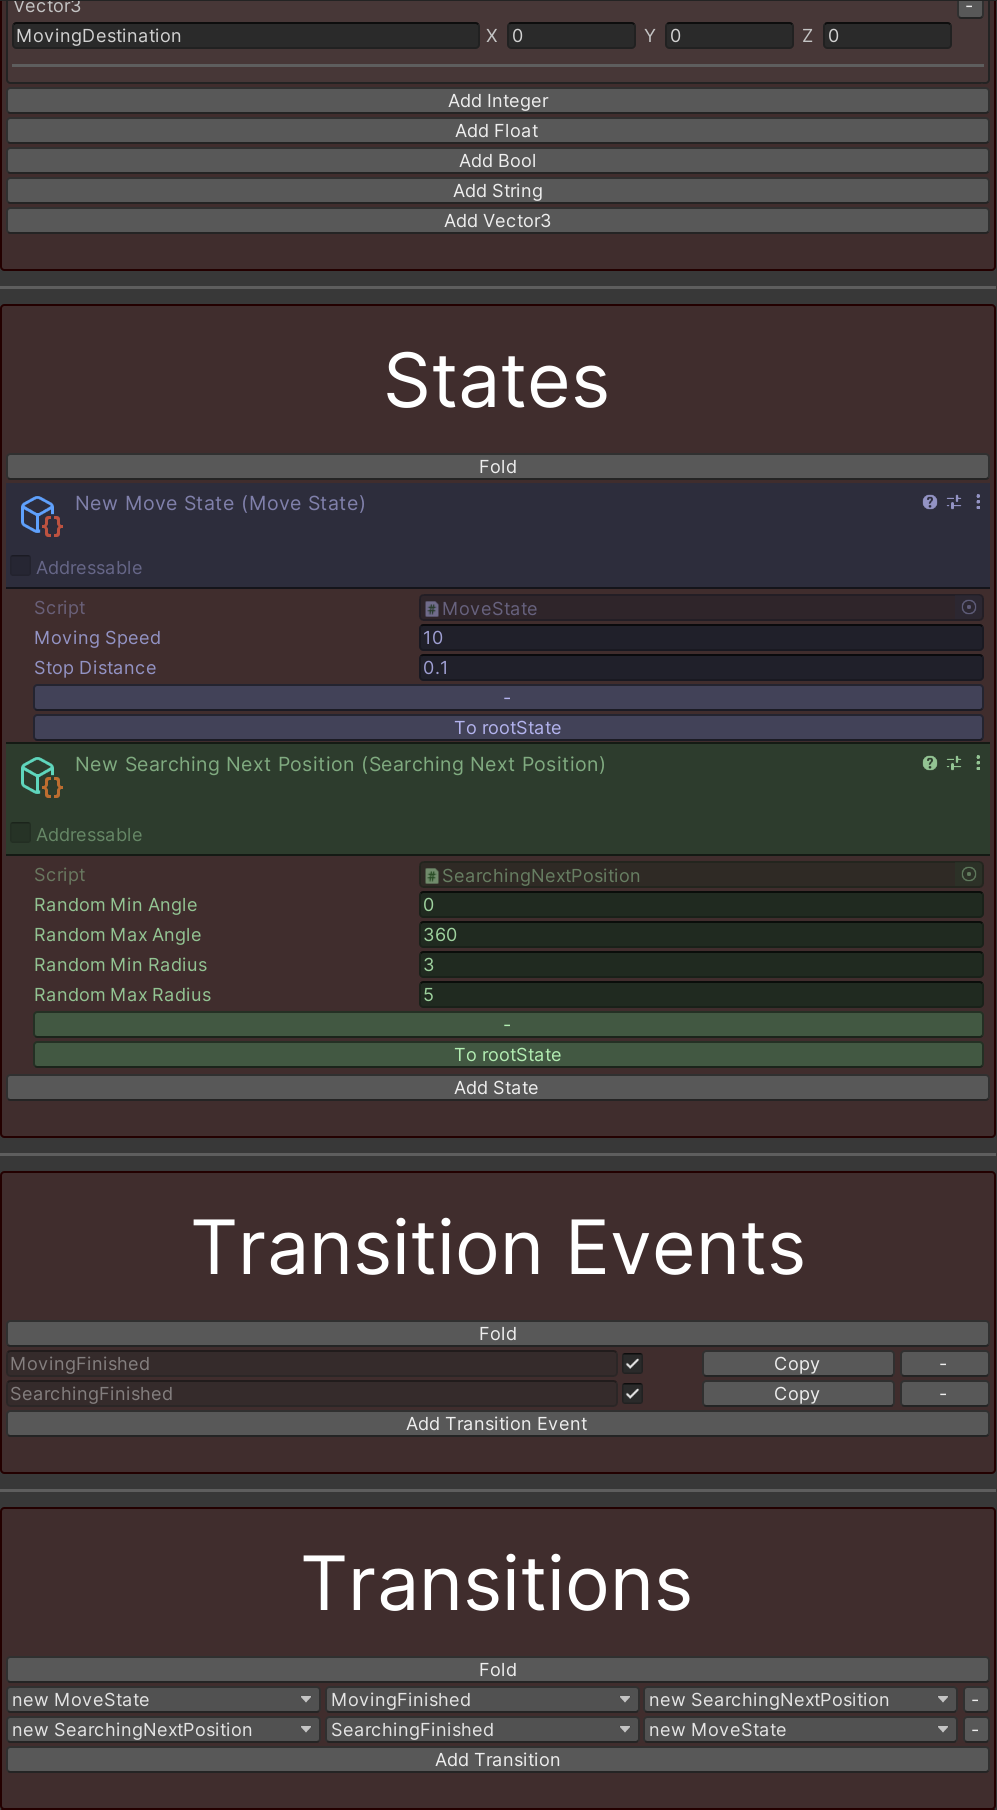 Vector3 -
MovingDestination X 0 Y 0 Z 0
Add Integer
Add Float
Add Bool
Add String
Add Vector3
States
Fold
New Move State (Move State)
Addressable
Script MoveState
Moving Speed 10
Stop Distance 0.1
-
To rootState
New Searching Next Position (Searching Next Position)
Addressable
Script SearchingNextPosition
Random Min Angle 0
Random Max Angle 360
Random Min Radius 3
Random Max Radius 5
-
To rootState
Add State
Transition Events
Fold
MovingFinished Copy -
SearchingFinished Copy -
Add Transition Event
Transitions
Fold
new MoveState MovingFinished new SearchingNextPosition -
new SearchingNextPosition SearchingFinished new MoveState -
Add Transition